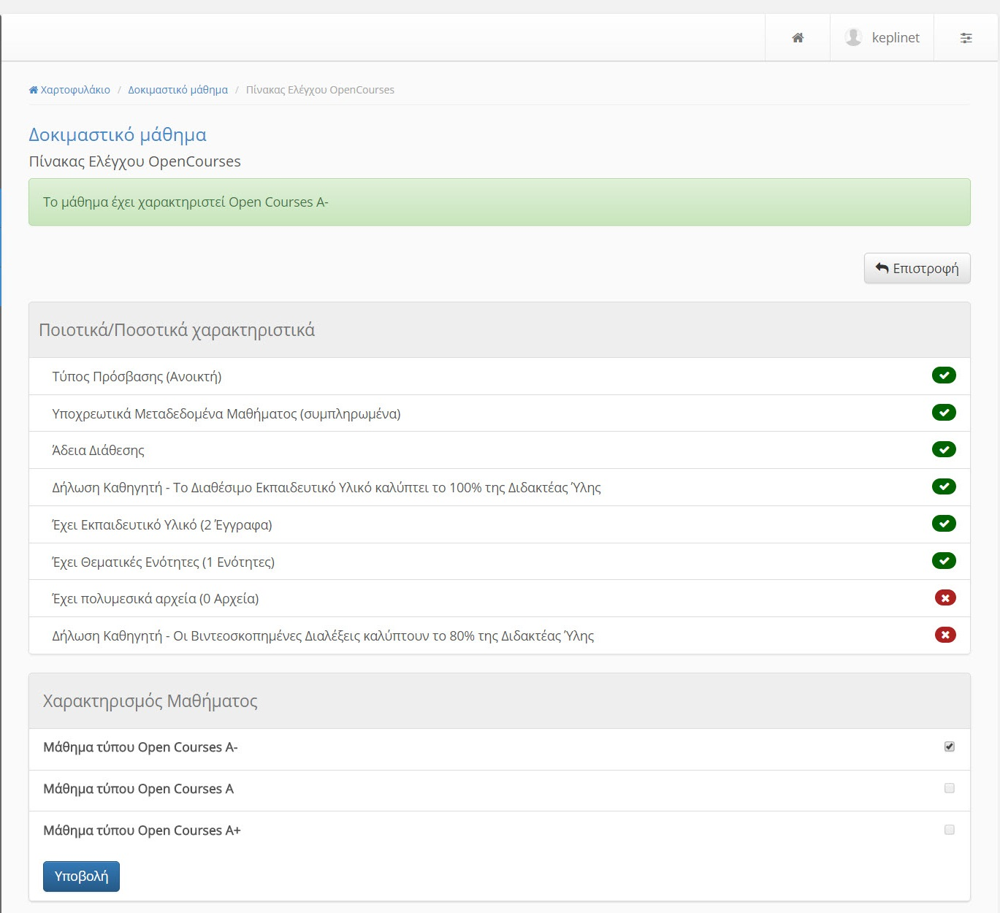 keplinet
Χαρτοφυλάκιο / Δοκιμαστικό μάθημα / Πίνακας Ελέγχου OpenCourses
Δοκιμαστικό μάθημα
Πίνακας Ελέγχου OpenCourses
Το μάθημα έχει χαρακτηριστεί Open Courses A-
Επιστροφή
Ποιοτικά/Ποσοτικά χαρακτηριστικά
Τύπος Πρόσβασης (Ανοικτή)
Υποχρεωτικά Μεταδεδομένα Μαθήματος (συμπληρωμένα)
Άδεια Διάθεσης
Δήλωση Καθηγητή - Το Διαθέσιμο Εκπαιδευτικό Υλικό καλύπτει το 100% της Διδακτέας Ύλης
Έχει Εκπαιδευτικό Υλικό (2 Έγγραφα)
Έχει Θεματικές Ενότητες (1 Ενότητες)
Έχει πολυμεσικά αρχεία (0 Αρχεία)
Δήλωση Καθηγητή - Οι Βιντεοσκοπημένες Διαλέξεις καλύπτουν το 80% της Διδακτέας Ύλης
Χαρακτηρισμός Μαθήματος
Μάθημα τύπου Open Courses A-
Μάθημα τύπου Open Courses A
Μάθημα τύπου Open Courses A+
Υποβολή